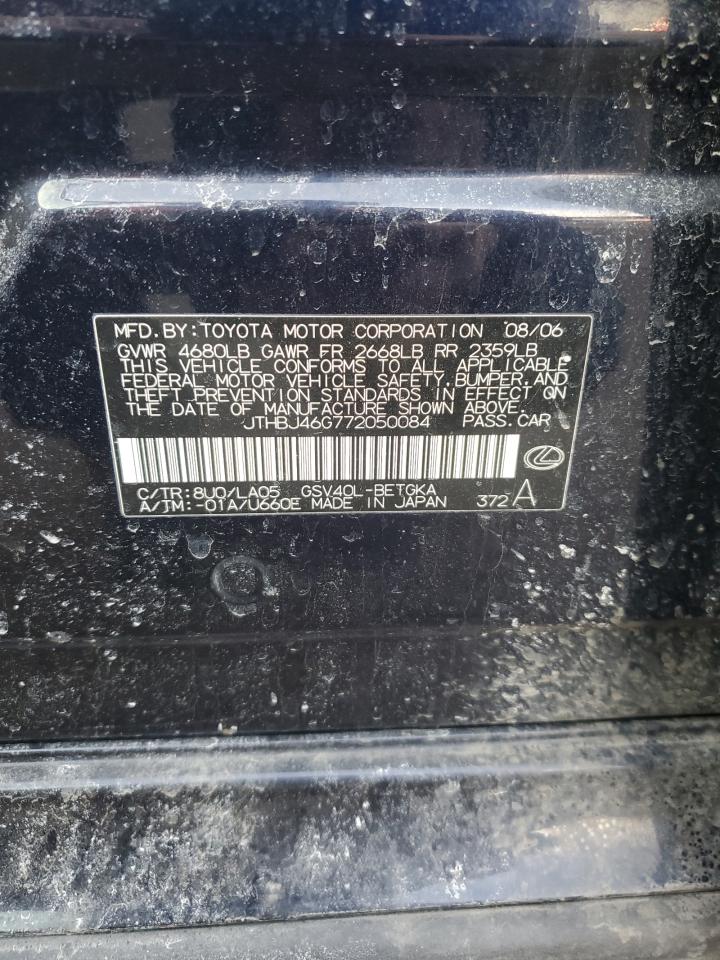 MFD. BY: TOYOTA MOTOR CORPORATION 08/06
GVWR 4680LB GAWR FR 2668LB RR 2359LB
THIS VEHICLE CONFORMS TO ALL APPLICABLE
FEDERAL MOTOR VEHICLE SAFETY, BUMPER, AND
THEFT PREVENTION STANDARDS IN EFFECT ON
THE DATE OF MANUFACTURE SHOWN ABOVE.
JTHBJ46G772050084 PASS. CAR
C/TR: 8U0/LA05 GSV40L-BETGKA
A/TM: -01A/U660E MADE IN JAPAN 372 A